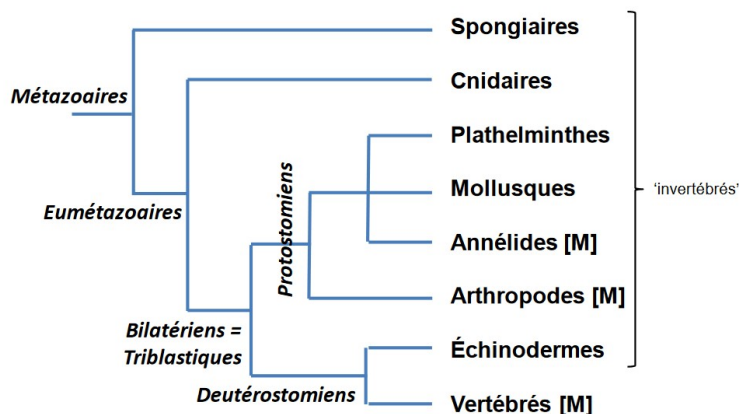 Spongiaires
Métazoaires
Cnidaires
Plathelminthes
Protostomiens
Mollusques
'invertébrés'
Eumétazoaires
Annélides [M]
Arthropodes [M]
Bilatériens =
Triblastiques
Échinodermes
Deutérostomiens
Vertébrés [M]